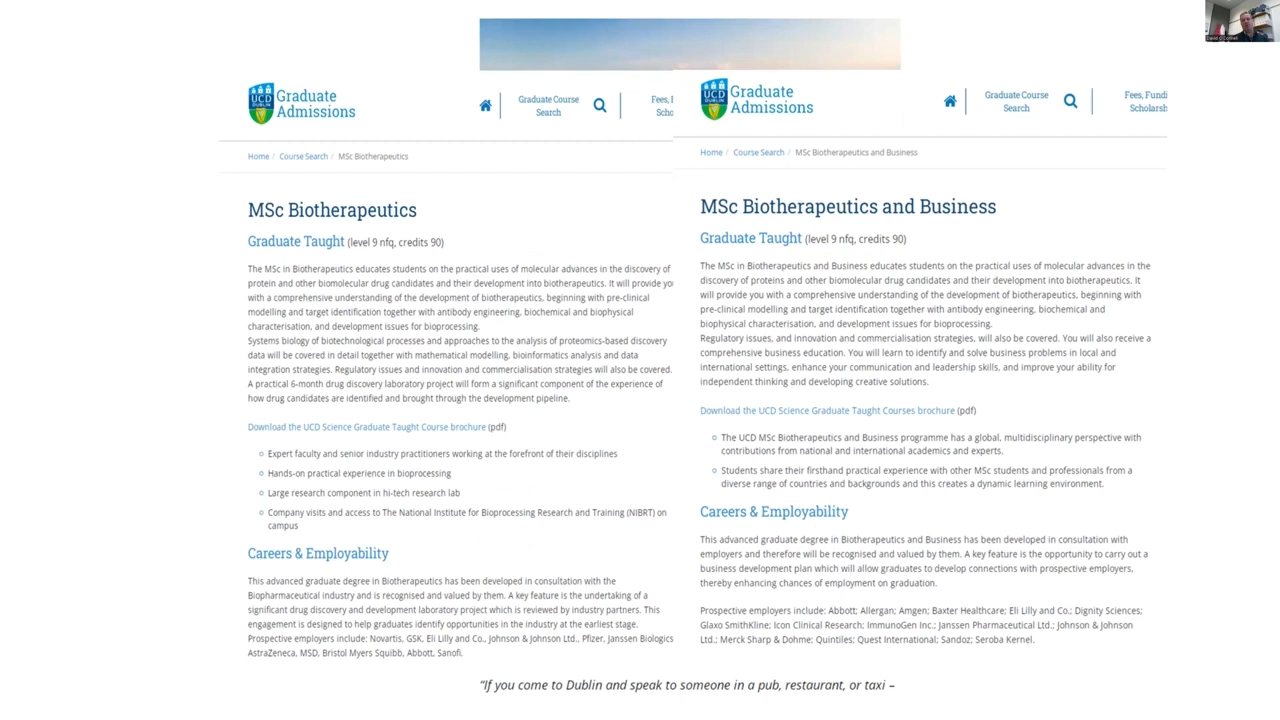 UCD
DUBLIN
Graduate
Admissions
Graduate Course
Search
Home / Course Search / MSc Biotherapeutics
MSc Biotherapeutics
Graduate Taught (level 9 nfq, credits 90)
The MSc in Biotherapeutics educates students on the practical uses of molecular advances in the discovery of
protein and other biomolecular drug candidates and their development into biotherapeutics. It will provide
with a comprehensive understanding of the development of biotherapeutics, beginning with pre-clinical
modelling and target identification together with antibody engineering, biochemical and biophysical
characterisation, and development issues for bioprocessing.
Systems biology of biotechnological processes and approaches to the analysis of proteomics-based discovery
data will be covered in detail together with mathematical modelling, bioinformatics analysis and data
integration strategies. Regulatory issues and innovation and commercialisation strategies will also be covered.
A practical 6-month drug discovery laboratory project will form a significant component of the experience of
how drug candidates are identified and brought through the development pipeline.
Download the UCD Science Graduate Taught Course brochure (pdf)
Expert faculty and senior industry practitioners working at the forefront of their disciplines
Hands-on practical experience in bioprocessing
Large research component in hi-tech research lab
Company visits and access to The National Institute for Bioprocessing Research and Training (NIBRT) on
campus
Careers & Employability
This advanced graduate degree in Biotherapeutics has been developed in consultation with the
Biopharmaceutical industry and is recognised and valued by them. A key feature is the undertaking of a
significant drug discovery and development laboratory project which is reviewed by industry partners. This
engagement is designed to help graduates identify opportunities in the industry at the earliest stage.
Prospective employers include: Novartis, GSK, Eli Lilly and Co., Johnson & Johnson Ltd., Pfizer, Janssen Biologics
AstraZeneca, MSD, Bristol Myers Squibb, Abbott, Sanofi.
UCD
DUBLIN
Graduate
Admissions
Graduate Course
Search
Fees, Fundi
Scholarsh
Home / Course Search / MSc Biotherapeutics and Business
MSc Biotherapeutics and Business
Graduate Taught (level 9 nfq, credits 90)
The MSc in Biotherapeutics and Business educates students on the practical uses of molecular advances in the
discovery of proteins and other biomolecular drug candidates and their development into biotherapeutics. It
will provide you with a comprehensive understanding of the development of biotherapeutics, beginning with
pre-clinical modelling and target identification together with antibody engineering, biochemical and
biophysical characterisation, and development issues for bioprocessing.
Regulatory issues, and innovation and commercialisation strategies, will also be covered. You will also receive a
comprehensive business education. You will learn to identify and solve business problems in local and
international settings, enhance your communication and leadership skills, and improve your ability for
independent thinking and developing creative solutions.
Download the UCD Science Graduate Taught Courses brochure (pdf)
The UCD MSc Biotherapeutics and Business programme has a global, multidisciplinary perspective with
contributions from national and international academics and experts.
Students share their firsthand practical experience with other MSc students and professionals from a
diverse range of countries and backgrounds and this creates a dynamic learning environment.
Careers & Employability
This advanced graduate degree in Biotherapeutics and Business has been developed in consultation with
employers and therefore will be recognised and valued by them. A key feature is the opportunity to carry out a
business development plan which will allow graduates to develop connections with prospective employers,
thereby enhancing chances of employment on graduation.
Prospective employers include: Abbott; Allergan; Amgen; Baxter Healthcare; Eli Lilly and Co.; Dignity Sciences;
Glaxo SmithKline; Icon Clinical Research; ImmunoGen Inc.; Janssen Pharmaceutical Ltd.; Johnson & Johnson
Ltd.; Merck Sharp & Dohme; Quintiles; Quest International; Sandoz; Seroba Kernel.
“If you come to Dublin and speak to someone in a pub, restaurant, or taxi –